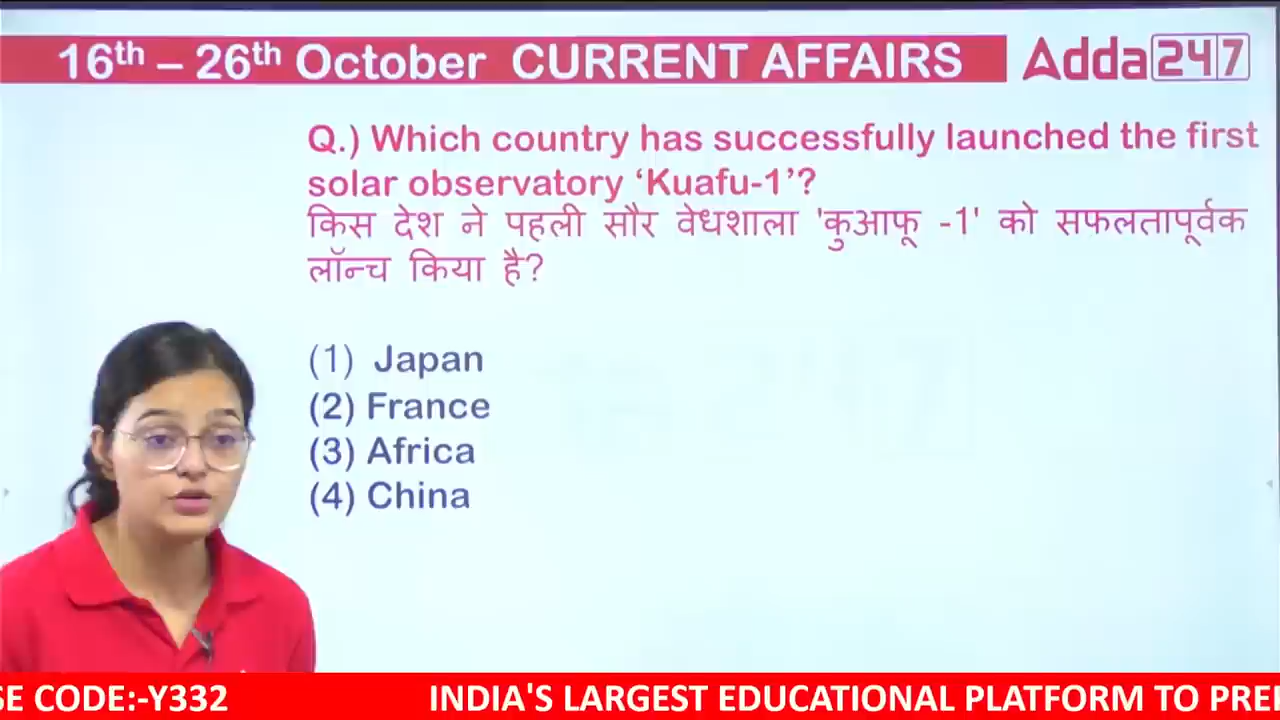 16th – 26th October CURRENT AFFAIRS
Adda247
Q.) Which country has successfully launched the first
solar observatory ‘Kuafu-1’?
किस देश ने पहली सौर वेधशाला 'कुआफू -1' को सफलतापूर्वक
लॉन्च किया है?
(1) Japan
(2) France
(3) Africa
(4) China
SE CODE:-Y332 INDIA'S LARGEST EDUCATIONAL PLATFORM TO PREP